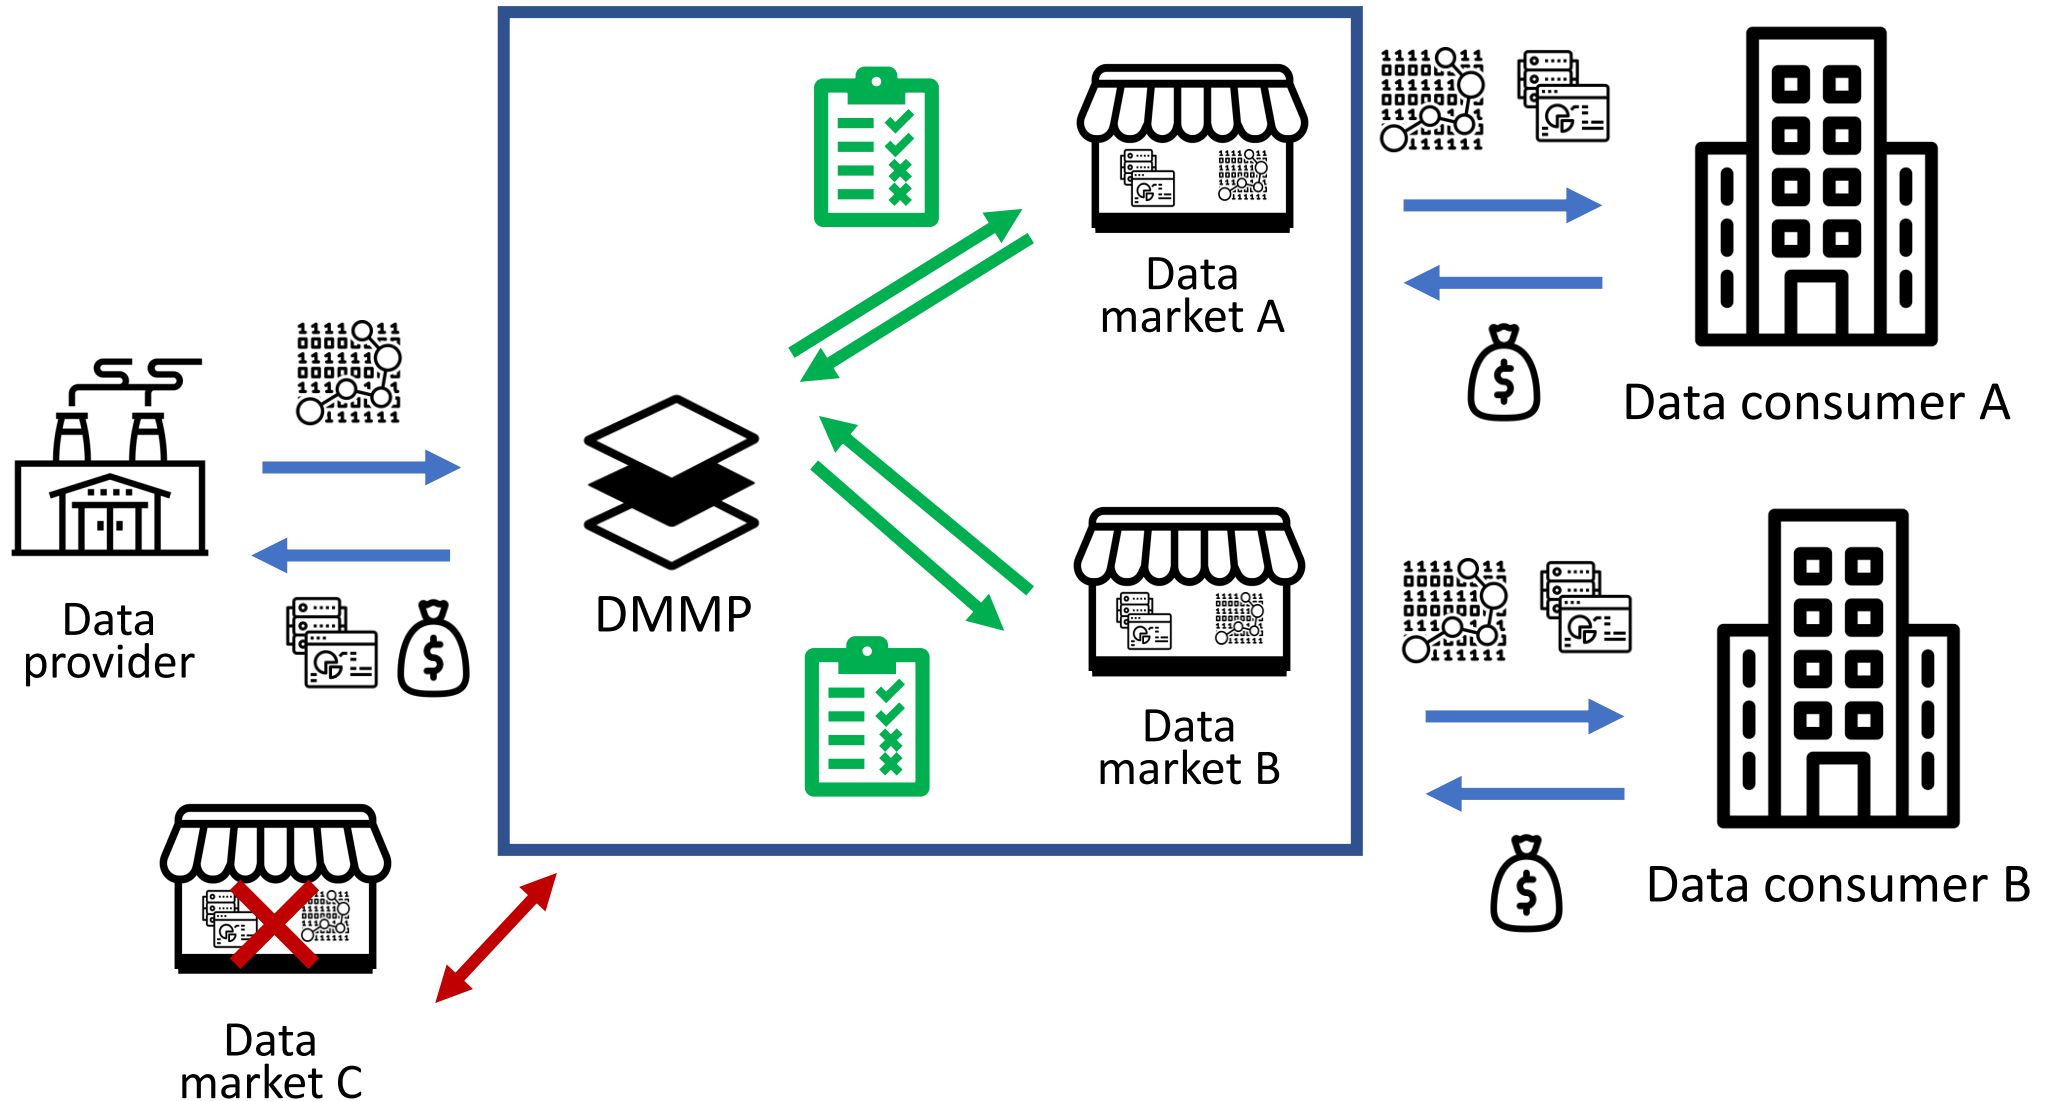 Data
market A
Data consumer A
Data
provider
DMMP
Data
market B
Data consumer B
Data
market C